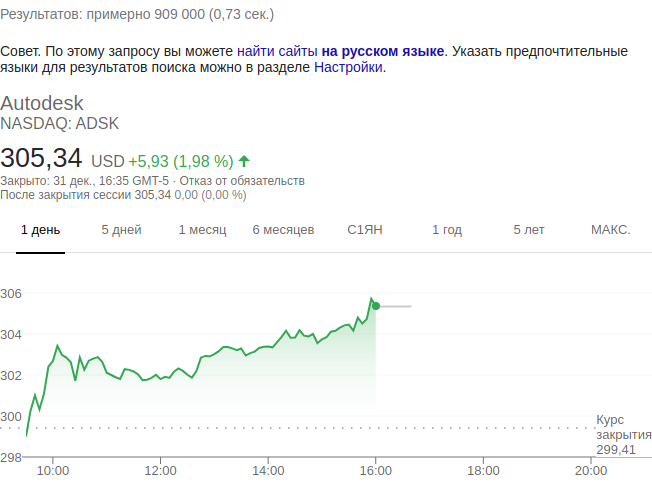 Результатов: примерно 909 000 (0,73 сек.)
Совет. По этому запросу вы можете найти сайты на русском языке. Указать предпочтительные
языки для результатов поиска можно в разделе Настройки.
Autodesk
NASDAQ: ADSK
305,34 USD +5,93 (1,98 %)
Закрыто: 31 дек., 16:35 GMT-5 · Отказ от обязательств
После закрытия сессии 305,34 0,00 (0,00 %)
1 день 5 дней 1 месяц 6 месяцев С1ЯН 1 год 5 лет МАКС.
306
304
302
300
Курс
закрытия
299,41
298
10:00 12:00 14:00 16:00 18:00 20:00